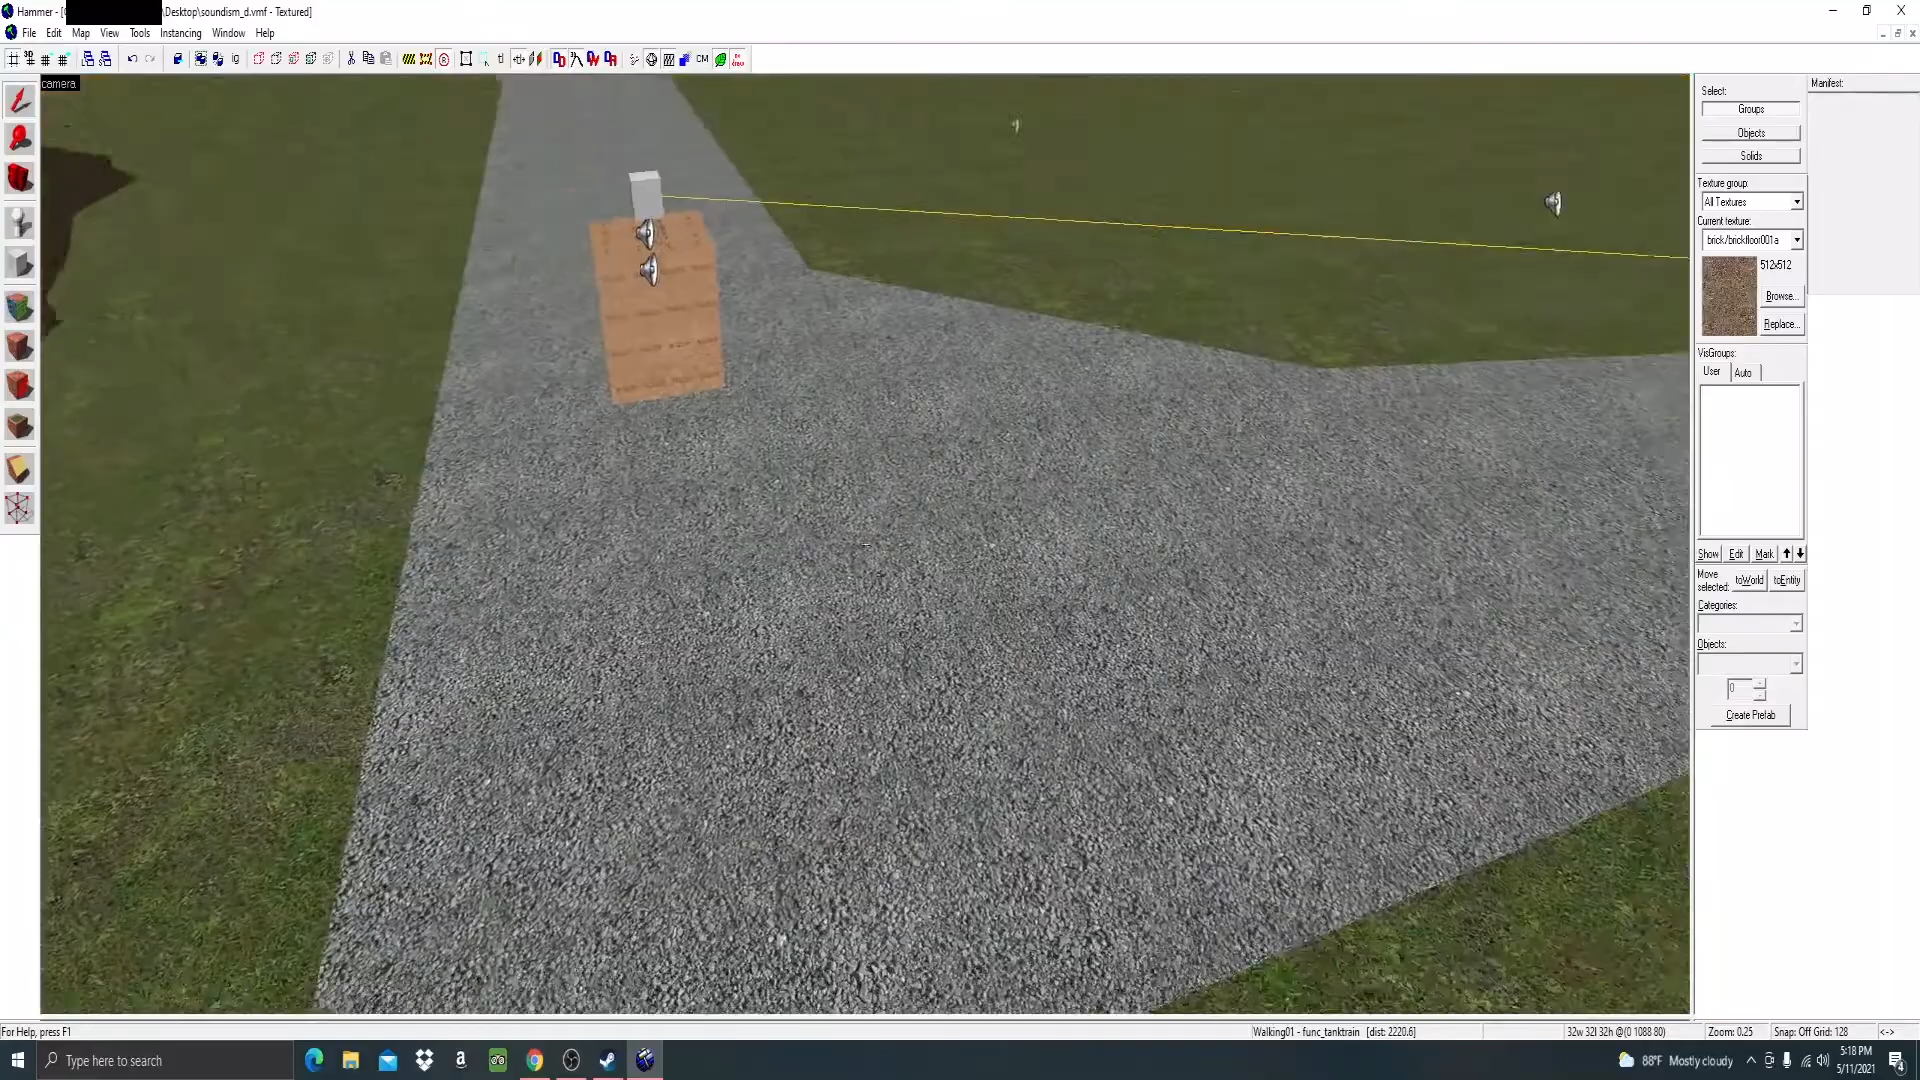 Hammer - [
\Desktop\soundism_d.vmf - Textured]
File Edit Map View Tools Instancing Window Help
CM
camera
Select:
Groups
Objects
Solids
Texture group:
All Textures
Current texture:
brick/brickfloor001a
512x512
Browse...
Replace...
VisGroups:
User Auto
Show Edit Mark
Move selected: toWorld toEntity
Categories:
Objects:
0
Create Prefab
Manifest:
For Help, press F1
Walking01 - func_tanktrain [dist: 2220.6]
32w 32l 32h @(0 1088 80)
Zoom: 0.25
Snap: Off Grid: 128
<->
Type here to search
88°F Mostly cloudy
5:18 PM
5/11/2021
4